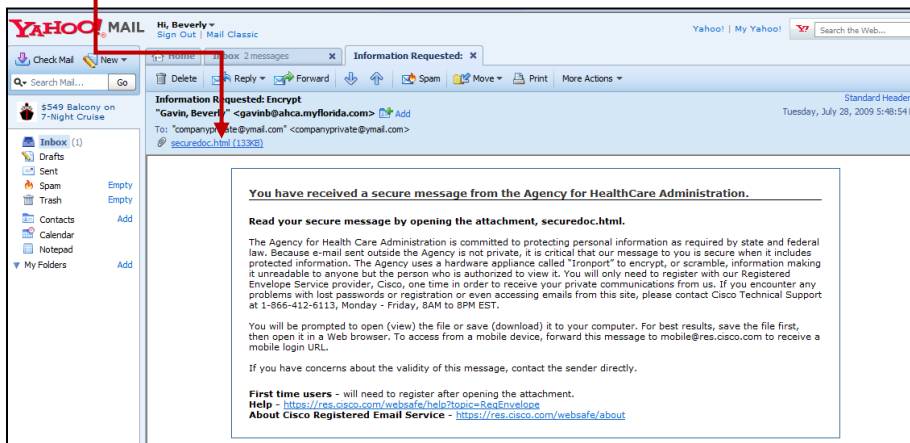 YAHOO! MAIL
Hi, Beverly
Sign Out | Mail Classic
Yahoo! | My Yahoo!
Search the Web...
Check Mail
New
Search Mail...
Go
$549 Balcony on
7-Night Cruise
Inbox (1)
Drafts
Sent
Spam Empty
Trash Empty
Contacts Add
Calendar
Notepad
My Folders Add
Home
Inbox 2 messages X
Information Requested: X
Delete Reply Forward Spam Move Print More Actions
Information Requested: Encrypt
Standard Header
"Gavin, Beverly" <gavinb@ahca.myflorida.com> Add
Tuesday, July 28, 2009 5:48:54
To: "companyprivate@ymail.com" <companyprivate@ymail.com>
securedoc.html (133KB)
You have received a secure message from the Agency for HealthCare Administration.
Read your secure message by opening the attachment, securedoc.html.
The Agency for Health Care Administration is committed to protecting personal information as required by state and federal
law. Because e-mail sent outside the Agency is not private, it is critical that our message to you is secure when it includes
protected information. The Agency uses a hardware appliance called "Ironport" to encrypt, or scramble, information making
it unreadable to anyone but the person who is authorized to view it. You will only need to register with our Registered
Envelope Service provider, Cisco, one time in order to receive your private communications from us. If you encounter any
problems with lost passwords or registration or even accessing emails from this site, please contact Cisco Technical Support
at 1-866-412-6113, Monday - Friday, 8AM to 8PM EST.
You will be prompted to open (view) the file or save (download) it to your computer. For best results, save the file first,
then open it in a Web browser. To access from a mobile device, forward this message to mobile@res.cisco.com to receive a
mobile login URL.
If you have concerns about the validity of this message, contact the sender directly.
First time users - will need to register after opening the attachment.
Help - https://res.cisco.com/websafe/help?topic=RegEnvelope
About Cisco Registered Email Service - https://res.cisco.com/websafe/about